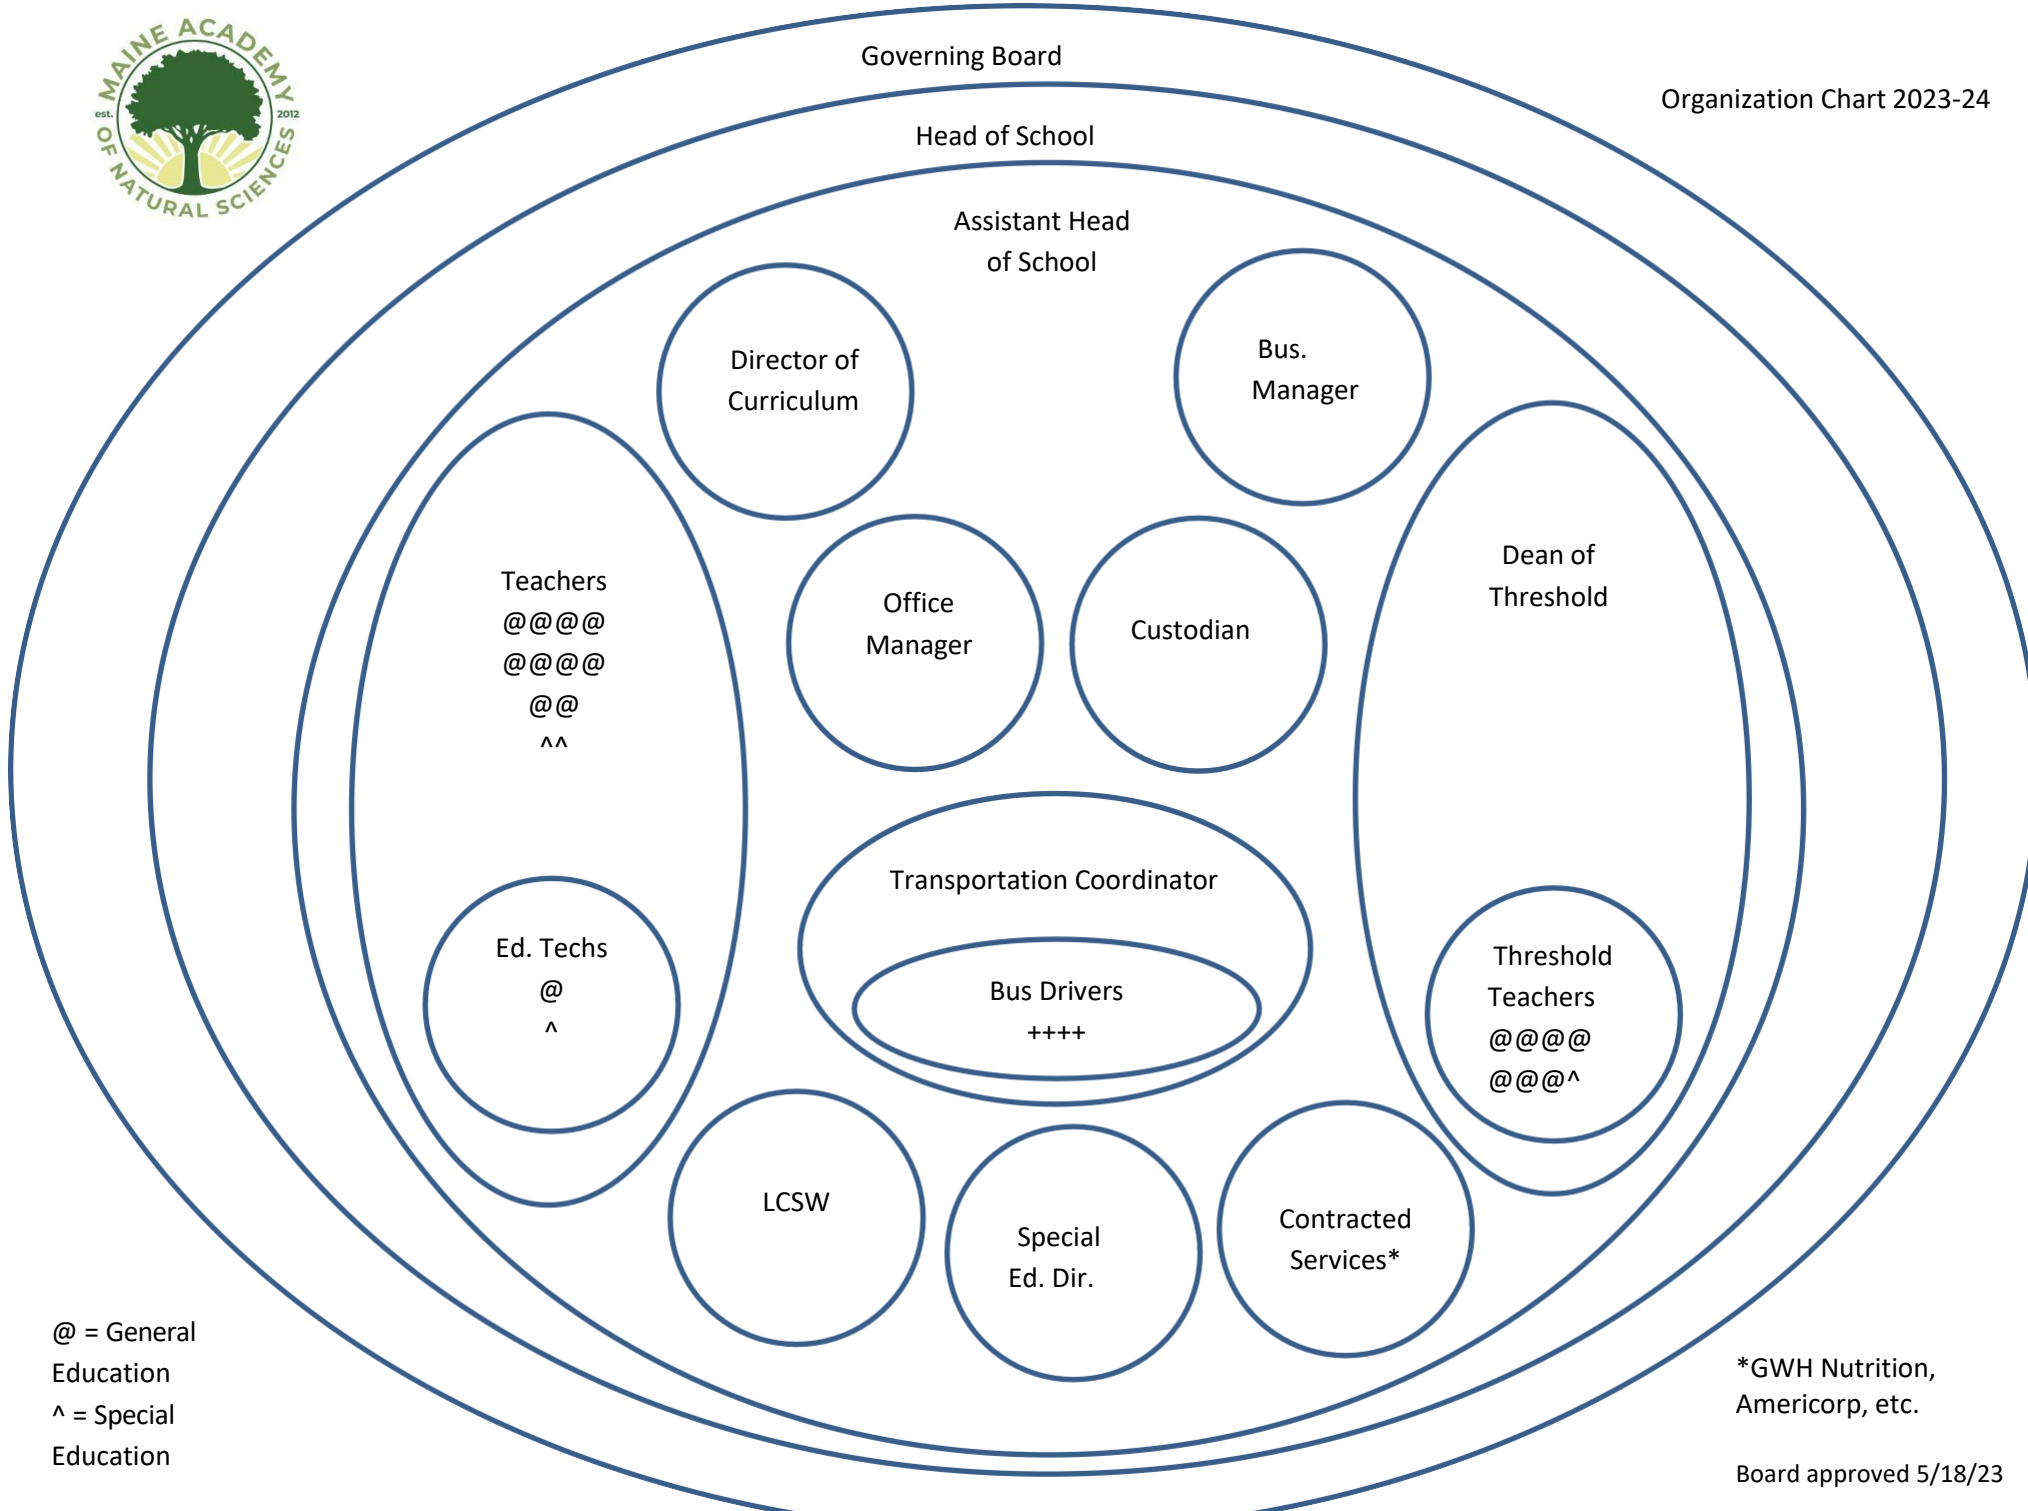 MAINE ACADEMY
est. 2012
OF NATURAL SCIENCES
Governing Board
Organization Chart 2023-24
Head of School
Assistant Head
of School
Director of
Curriculum
Bus.
Manager
Teachers
@@@@
@@@@
@@
^^
Office
Manager
Custodian
Dean of
Threshold
Transportation Coordinator
Bus Drivers
++++
Ed. Techs
@
^
Threshold
Teachers
@@@@
@@@^
LCSW
Special
Ed. Dir.
Contracted
Services*
@ = General
Education
^ = Special
Education
*GWH Nutrition,
Americorp, etc.
Board approved 5/18/23